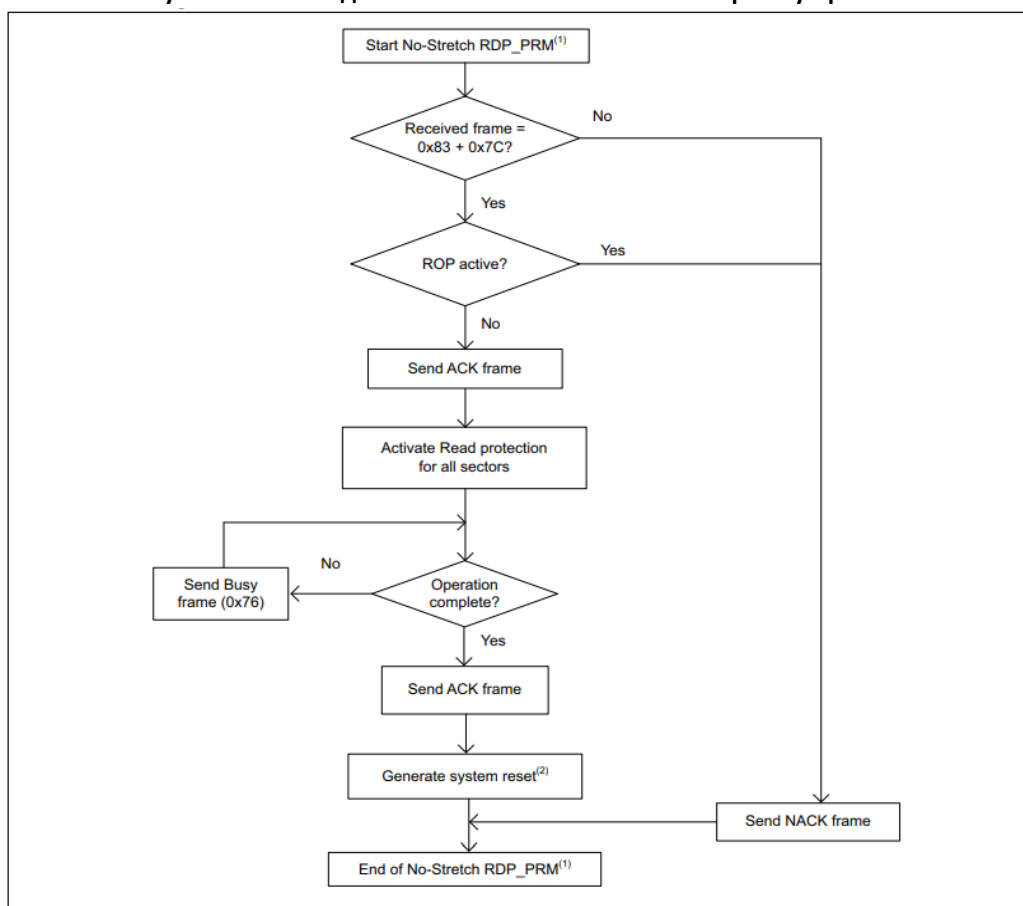 Start No-Stretch RDP_PRM(1)
No
Received frame =
0x83 + 0x7C?
Yes
Yes
ROP active?
No
Send ACK frame
Activate Read protection
for all sectors
No
Send Busy
frame (0x76)
Operation
complete?
Yes
Send ACK frame
Generate system reset(2)
Send NACK frame
End of No-Stretch RDP_PRM(1)